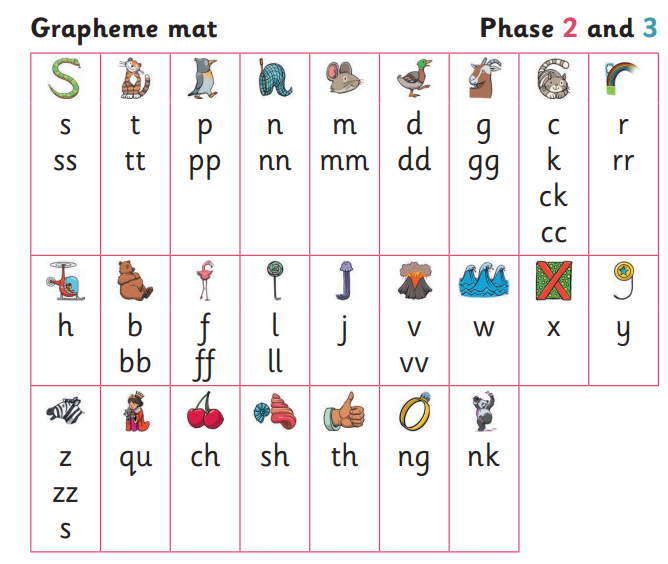 Grapheme mat Phase 2 and 3
s t p n m d g c r
ss tt pp nn mm dd gg k rr
ck
cc
h b f l j v w x y
bb ff ll vv
z qu ch sh th ng nk
zz
s